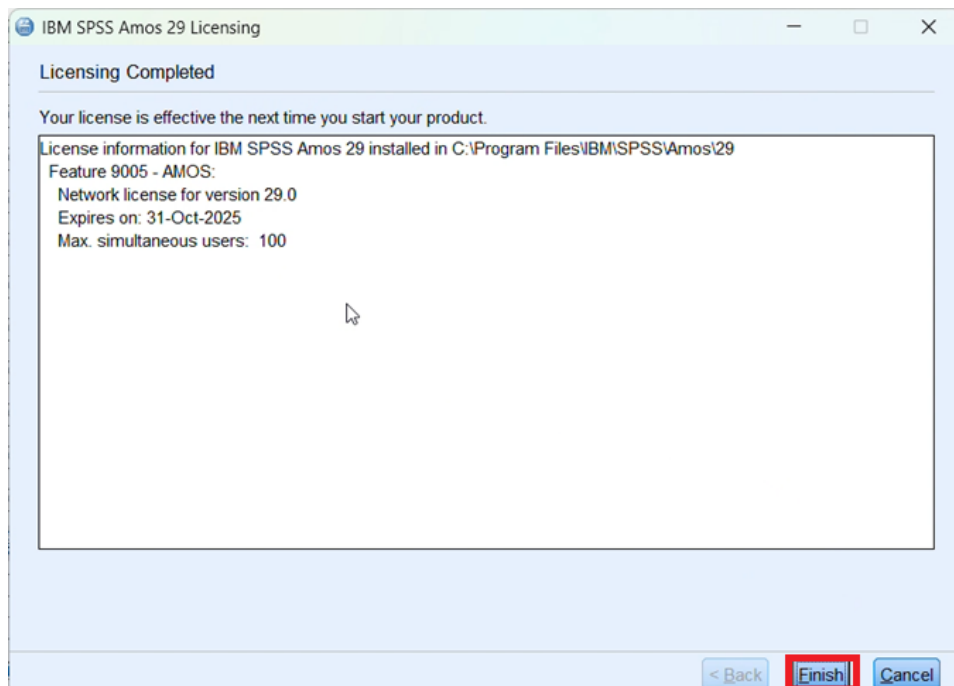 IBM SPSS Amos 29 Licensing
Licensing Completed
Your license is effective the next time you start your product.
License information for IBM SPSS Amos 29 installed in C:\Program Files\IBM\SPSS\Amos\29
Feature 9005 - AMOS:
Network license for version 29.0
Expires on: 31-Oct-2025
Max. simultaneous users: 100
< Back Finish Cancel